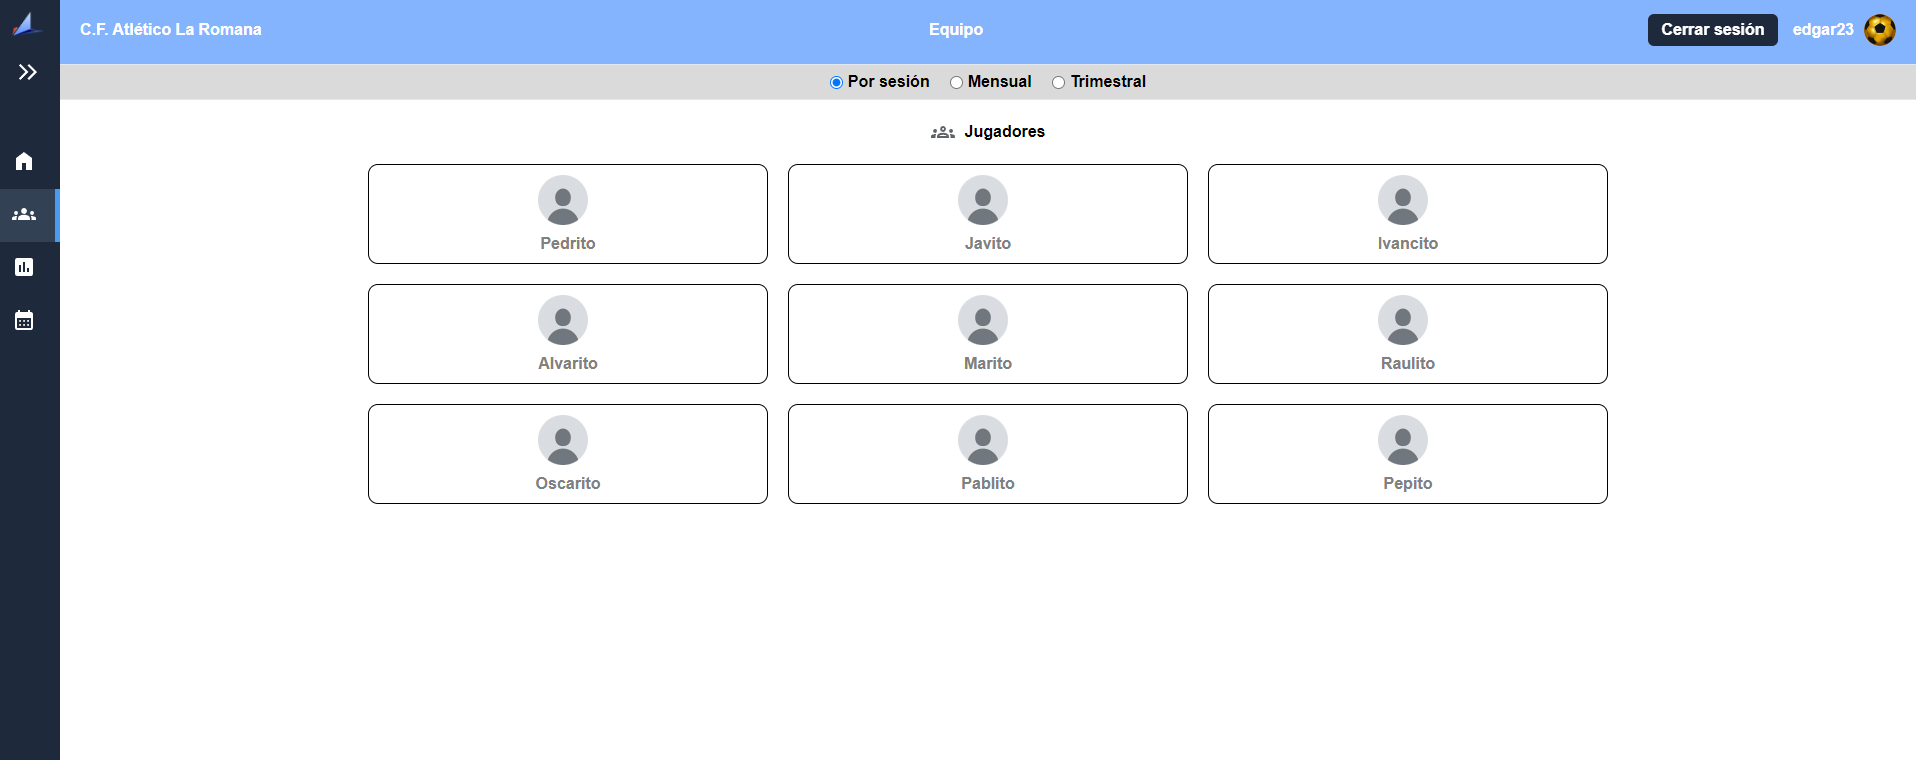 C.F. Atlético La Romana
Equipo
Cerrar sesión
edgar23
Por sesión
Mensual
Trimestral
Jugadores
Pedrito
Javito
Ivancito
Alvarito
Marito
Raulito
Oscarito
Pablito
Pepito